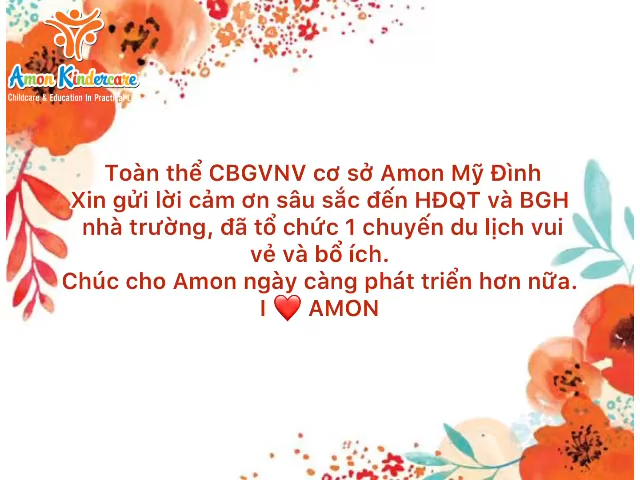 Amon Kindercare
Childcare & Education In Practical
Toàn thể CBGVNV cơ sở Amon Mỹ Đình
Xin gửi lời cảm ơn sâu sắc đến HĐQT và BGH
nhà trường, đã tổ chức 1 chuyến du lịch vui
vẻ và bổ ích.
Chúc cho Amon ngày càng phát triển hơn nữa.
I ❤️ AMON